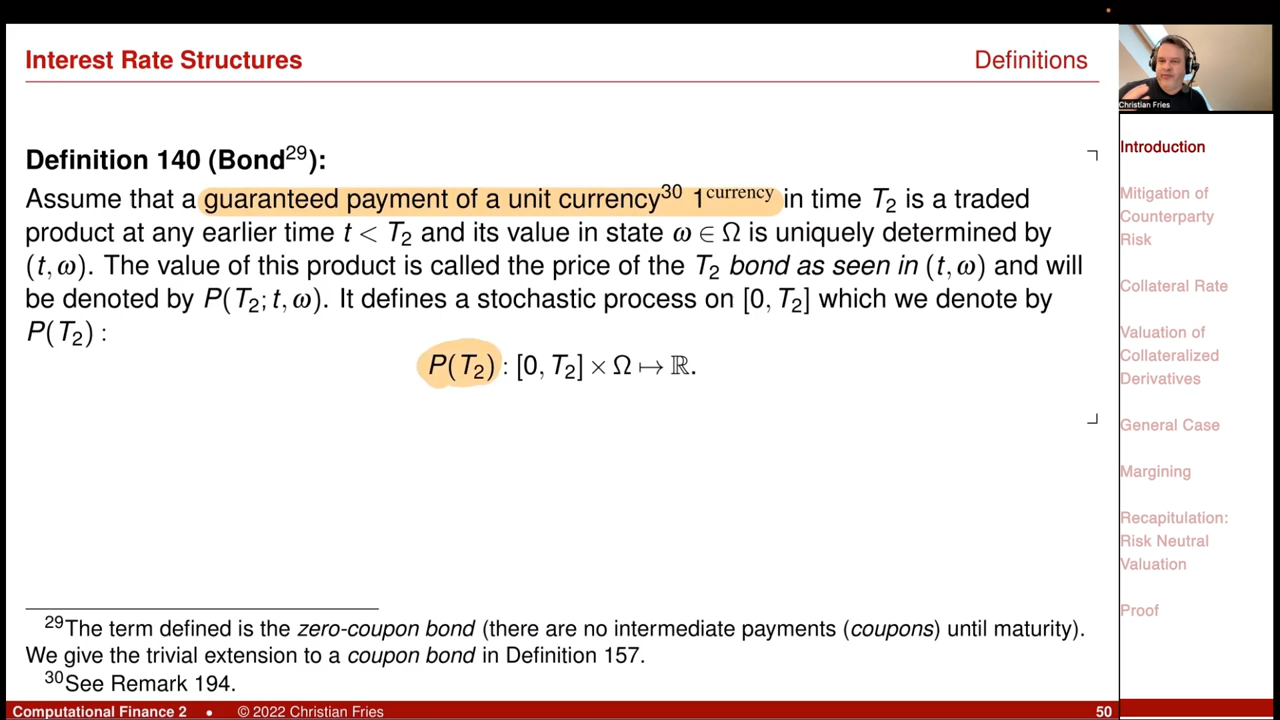 Interest Rate Structures
Definitions
Definition 140 (Bond²⁹):
Assume that a guaranteed payment of a unit currency³⁰ 1^currency in time T₂ is a traded
product at any earlier time t < T₂ and its value in state ω ∈ Ω is uniquely determined by
(t, ω). The value of this product is called the price of the T₂ bond as seen in (t, ω) and will
be denoted by P(T₂; t, ω). It defines a stochastic process on [0, T₂] which we denote by
P(T₂) :
P(T₂) : [0, T₂] × Ω ↦ ℝ.
²⁹The term defined is the zero-coupon bond (there are no intermediate payments (coupons) until maturity).
We give the trivial extension to a coupon bond in Definition 157.
³⁰See Remark 194.
Computational Finance 2 • © 2022 Christian Fries
50
Christian Fries
Introduction
Mitigation of
Counterparty
Risk
Collateral Rate
Valuation of
Collateralized
Derivatives
General Case
Margining
Recapitulation:
Risk Neutral
Valuation
Proof